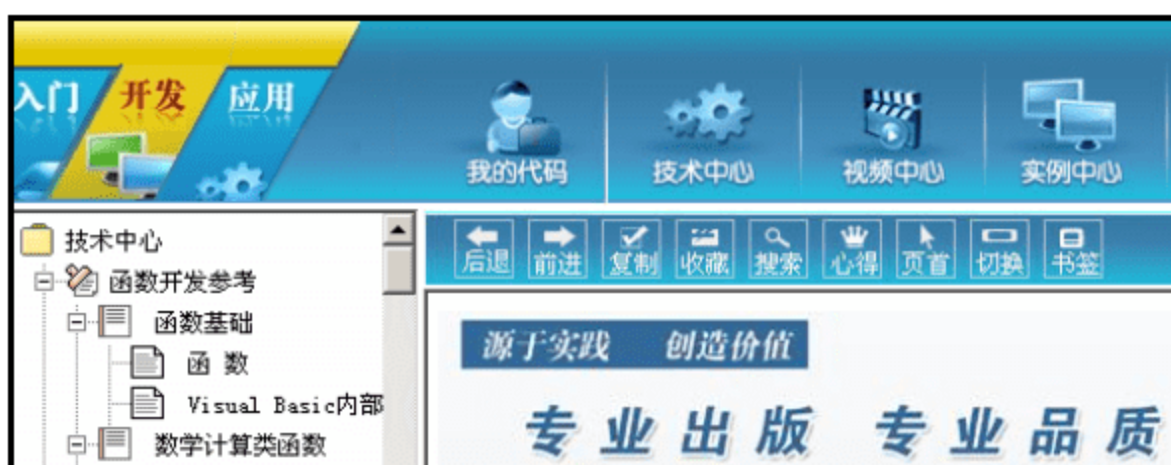 入门 开发 应用
我的代码 技术中心 视频中心 实例中心
技术中心
函数开发参考
函数基础
函 数
Visual Basic内部
数学计算类函数
后退 前进 复制 收藏 搜索 心得 页首 切换 书签
源于实践 创造价值
专业出版 专业品质